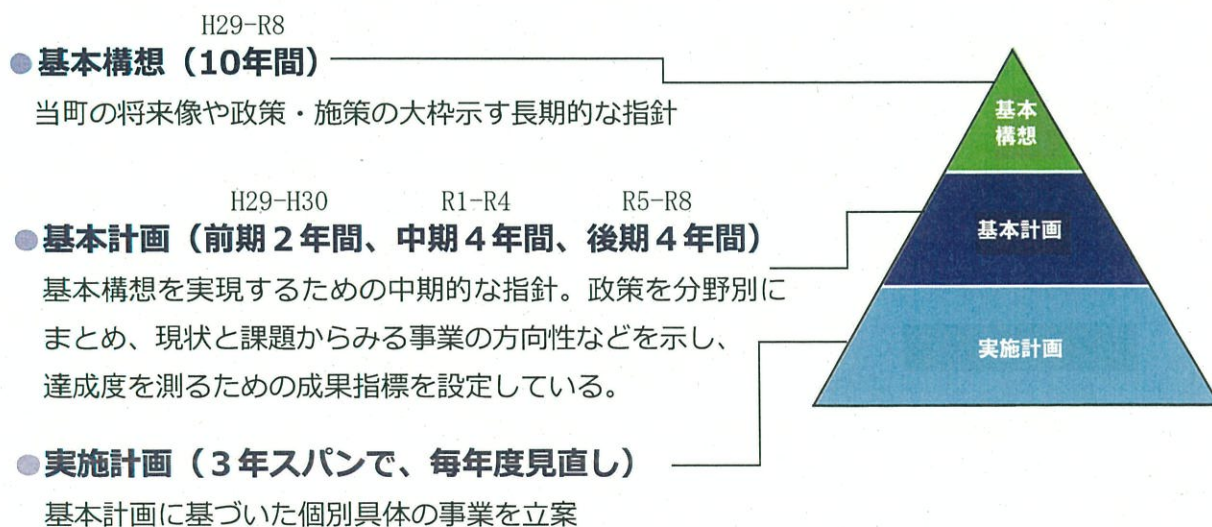 H29-R8
●基本構想（10年間）
当町の将来像や政策・施策の大枠示す長期的な指針
H29-H30 R1-R4 R5-R8
●基本計画（前期２年間、中期４年間、後期４年間）
基本構想を実現するための中期的な指針。政策を分野別に
まとめ、現状と課題からみる事業の方向性などを示し、
達成度を測るための成果指標を設定している。
●実施計画（３年スパンで、毎年度見直し）
基本計画に基づいた個別具体の事業を立案
基本
構想
基本計画
実施計画